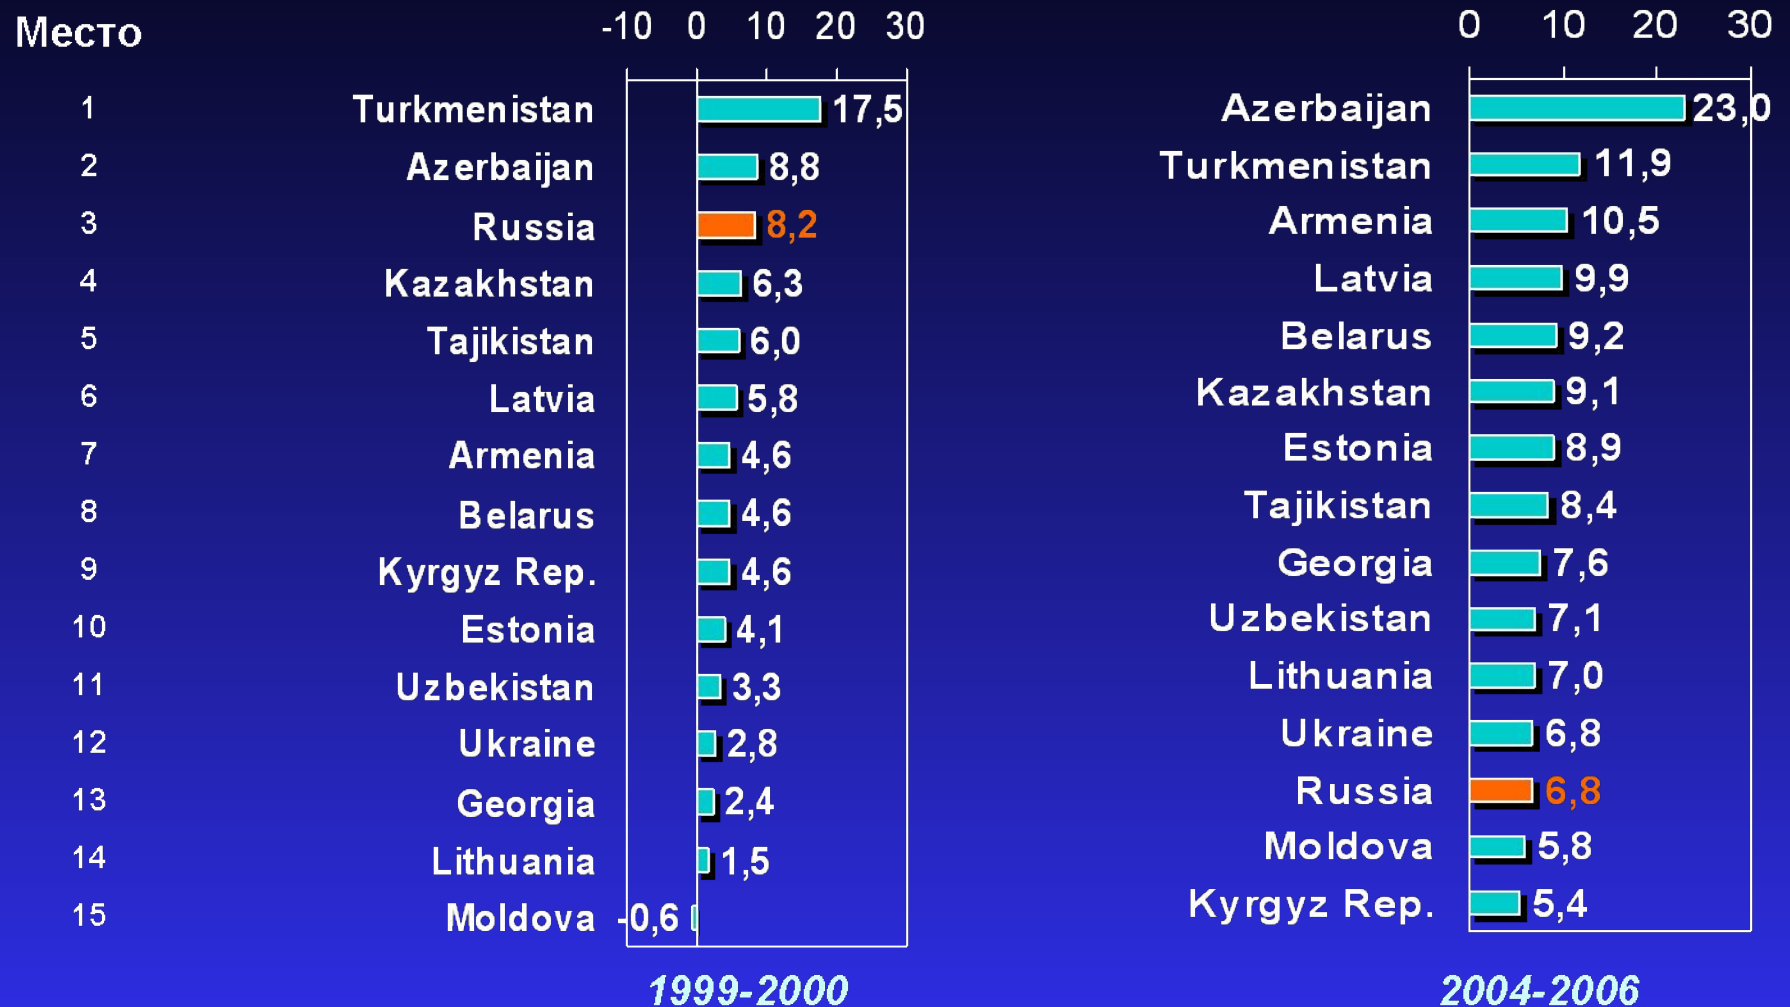 Место
-10 0 10 20 30
0 10 20 30
1 Turkmenistan 17,5 Azerbaijan 23,0
2 Azerbaijan 8,8 Turkmenistan 11,9
3 Russia 8,2 Armenia 10,5
4 Kazakhstan 6,3 Latvia 9,9
5 Tajikistan 6,0 Belarus 9,2
6 Latvia 5,8 Kazakhstan 9,1
7 Armenia 4,6 Estonia 8,9
8 Belarus 4,6 Tajikistan 8,4
9 Kyrgyz Rep. 4,6 Georgia 7,6
10 Estonia 4,1 Uzbekistan 7,1
11 Uzbekistan 3,3 Lithuania 7,0
12 Ukraine 2,8 Ukraine 6,8
13 Georgia 2,4 Russia 6,8
14 Lithuania 1,5 Moldova 5,8
15 Moldova -0,6 Kyrgyz Rep. 5,4
1999-2000 2004-2006